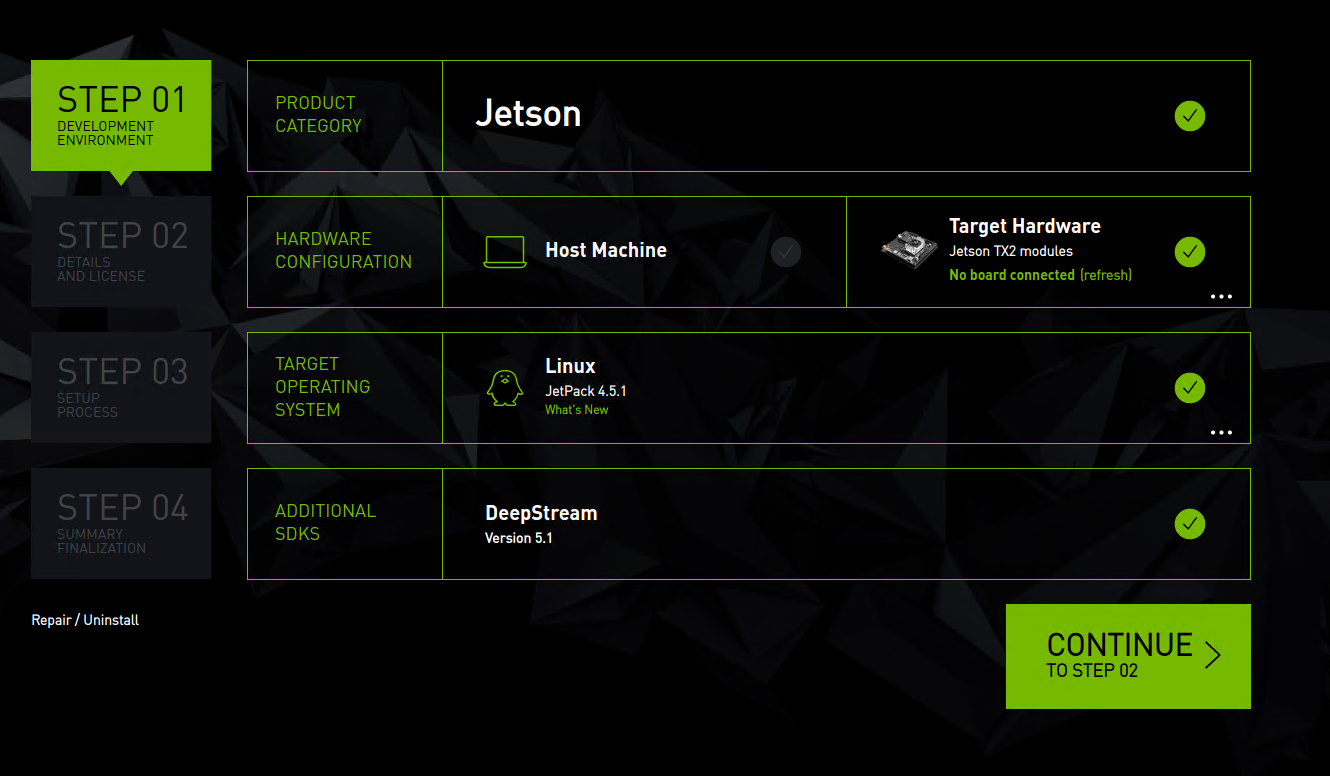 STEP 01
DEVELOPMENT
ENVIRONMENT
PRODUCT
CATEGORY
Jetson
STEP 02
DETAILS
AND LICENSE
HARDWARE
CONFIGURATION
Host Machine
Target Hardware
Jetson TX2 modules
No board connected (refresh)
...
STEP 03
SETUP
PROCESS
TARGET
OPERATING
SYSTEM
Linux
JetPack 4.5.1
What's New
...
STEP 04
SUMMARY
FINALIZATION
ADDITIONAL
SDKS
DeepStream
Version 5.1
Repair / Uninstall
CONTINUE
TO STEP 02